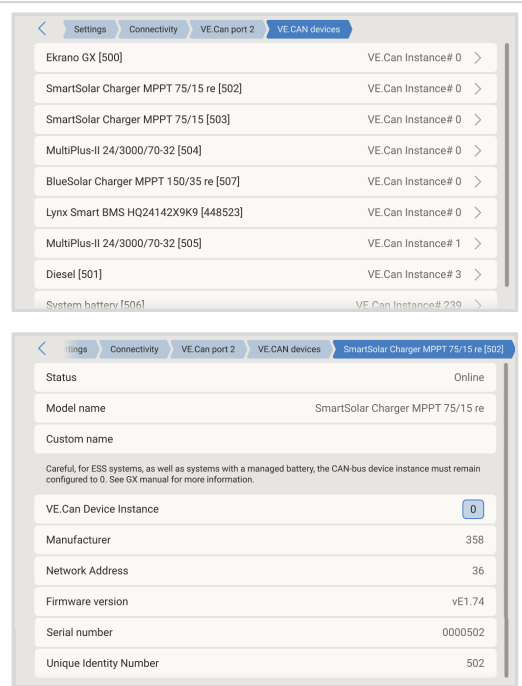 Settings Connectivity VE.Can port 2 VE.CAN devices
Ekrano GX [500] VE.Can Instance# 0
SmartSolar Charger MPPT 75/15 re [502] VE.Can Instance# 0
SmartSolar Charger MPPT 75/15 [503] VE.Can Instance# 0
MultiPlus-II 24/3000/70-32 [504] VE.Can Instance# 0
BlueSolar Charger MPPT 150/35 re [507] VE.Can Instance# 0
Lynx Smart BMS HQ24142X9K9 [448523] VE.Can Instance# 0
MultiPlus-II 24/3000/70-32 [505] VE.Can Instance# 1
Diesel [501] VE.Can Instance# 3
System battery [506] VE.Can Instance# 239
ttings Connectivity VE.Can port 2 VE.CAN devices SmartSolar Charger MPPT 75/15 re [502]
Status Online
Model name SmartSolar Charger MPPT 75/15 re
Custom name
Careful, for ESS systems, as well as systems with a managed battery, the CAN-bus device instance must remain
configured to 0. See GX manual for more information.
VE.Can Device Instance 0
Manufacturer 358
Network Address 36
Firmware version vE1.74
Serial number 0000502
Unique Identity Number 502